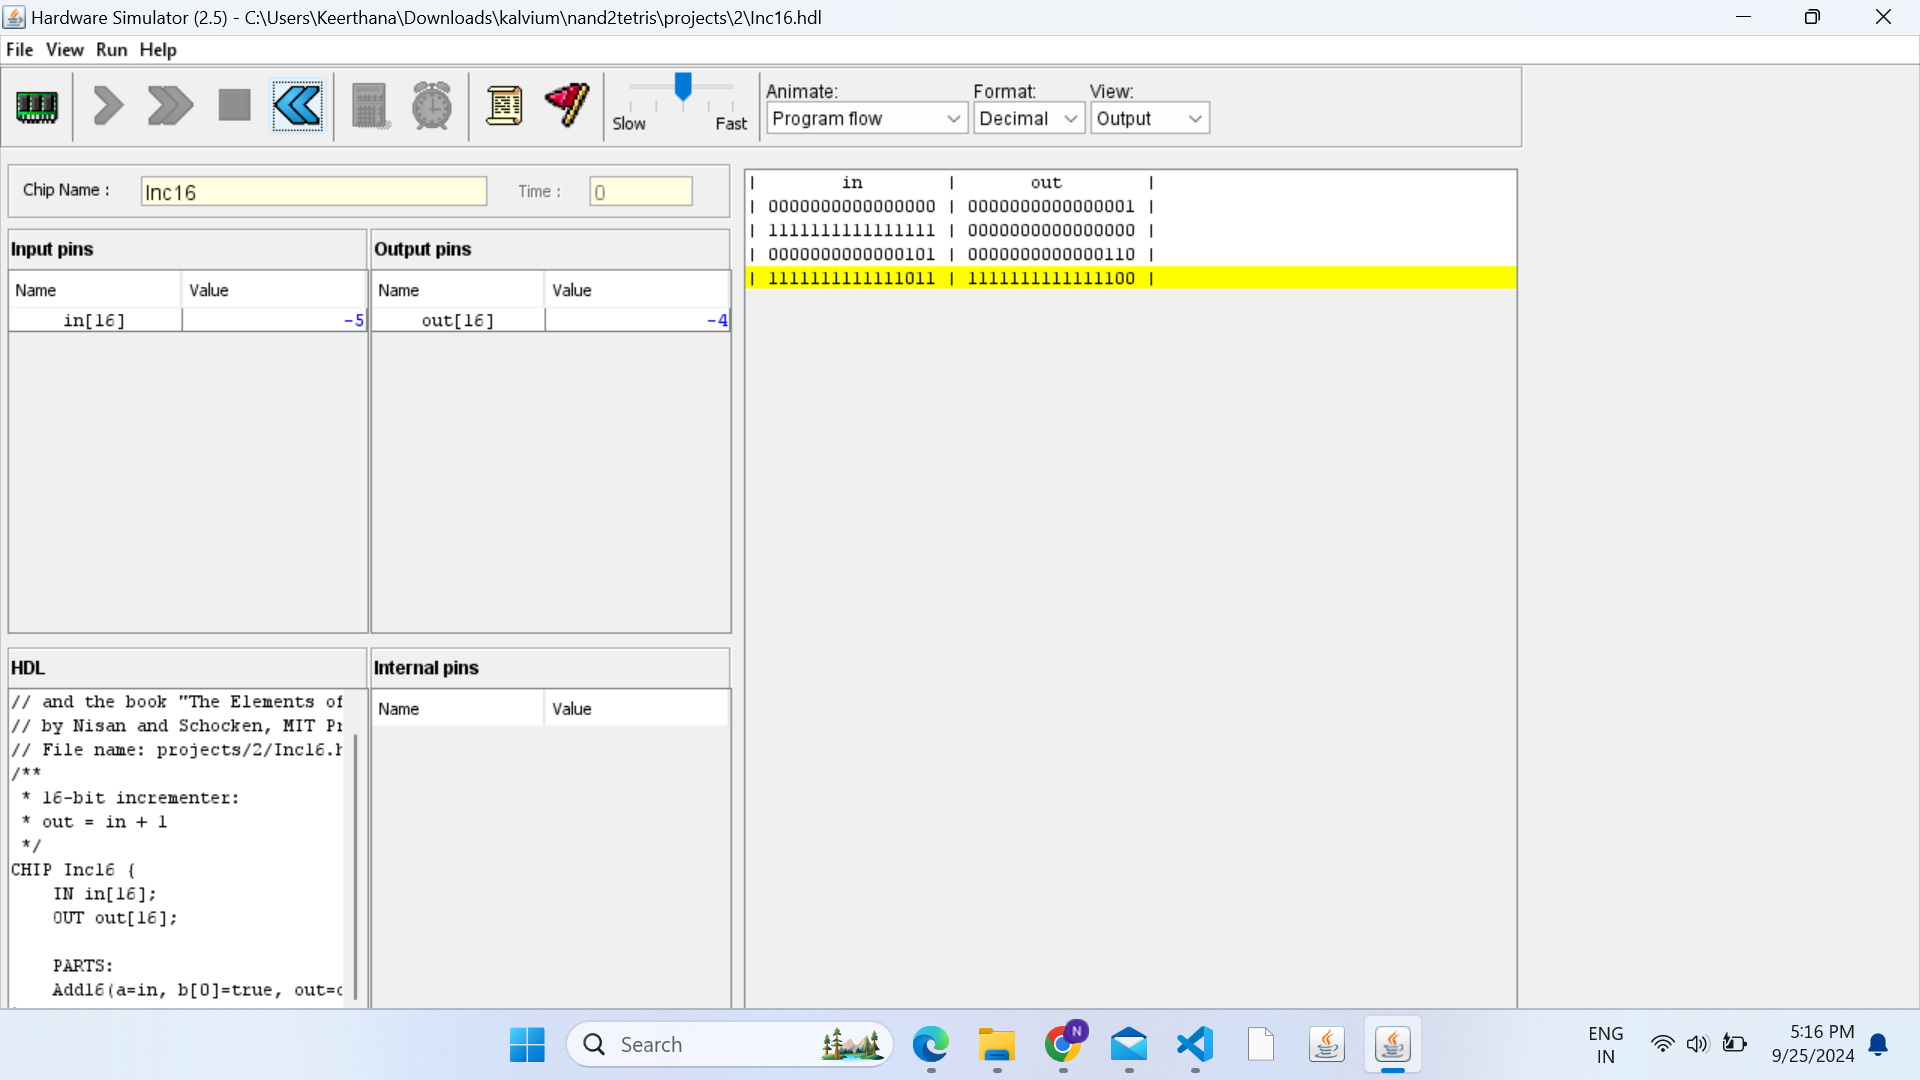 Hardware Simulator (2.5) - C:\Users\Keerthana\Downloads\kalvium\nand2tetris\projects\2\Inc16.hdl
File View Run Help
Slow Fast
Animate: Format: View:
Program flow Decimal Output
Chip Name : Inc16 Time : 0
Input pins Output pins
Name Value Name Value
in[16] -5 out[16] -4
| in | out |
| 0000000000000000 | 0000000000000001 |
| 1111111111111111 | 0000000000000000 |
| 0000000000000101 | 0000000000000110 |
| 1111111111111011 | 1111111111111100 |
HDL Internal pins
Name Value
// and the book "The Elements of
// by Nisan and Schocken, MIT Pr
// File name: projects/2/Inc16.h
/**
* 16-bit incrementer:
* out = in + 1
*/
CHIP Inc16 {
IN in[16];
OUT out[16];
PARTS:
Add16(a=in, b[0]=true, out=o
Search
N
ENG
IN
5:16 PM
9/25/2024